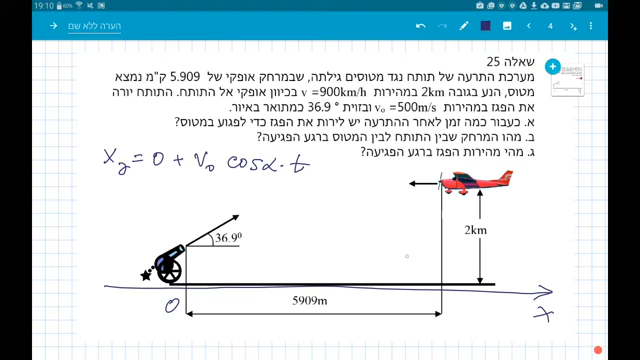 19:10
60%
הערה ללא שם
4
שאלה 25
מערכת התרעה של תותח נגד מטוסים גילתה, שבמרחק אופקי של 5.909 ק"מ נמצא
מטוס, הנע בגובה 2km במהירות v =900km/h בכיוון אופקי אל התותח. התותח יורה
את הפגז במהירות v₀ =500m/s ובזווית 36.9° כמתואר באיור.
א. כעבור כמה זמן לאחר ההתרעה יש לירות את הפגז כדי לפגוע במטוס?
ב. מהו המרחק שבין התותח לבין המטוס ברגע הפגיעה?
ג. מהי מהירות הפגז ברגע הפגיעה?
= 0 + v₀ cosα · t
36.9⁰
2km
0
5909m
x